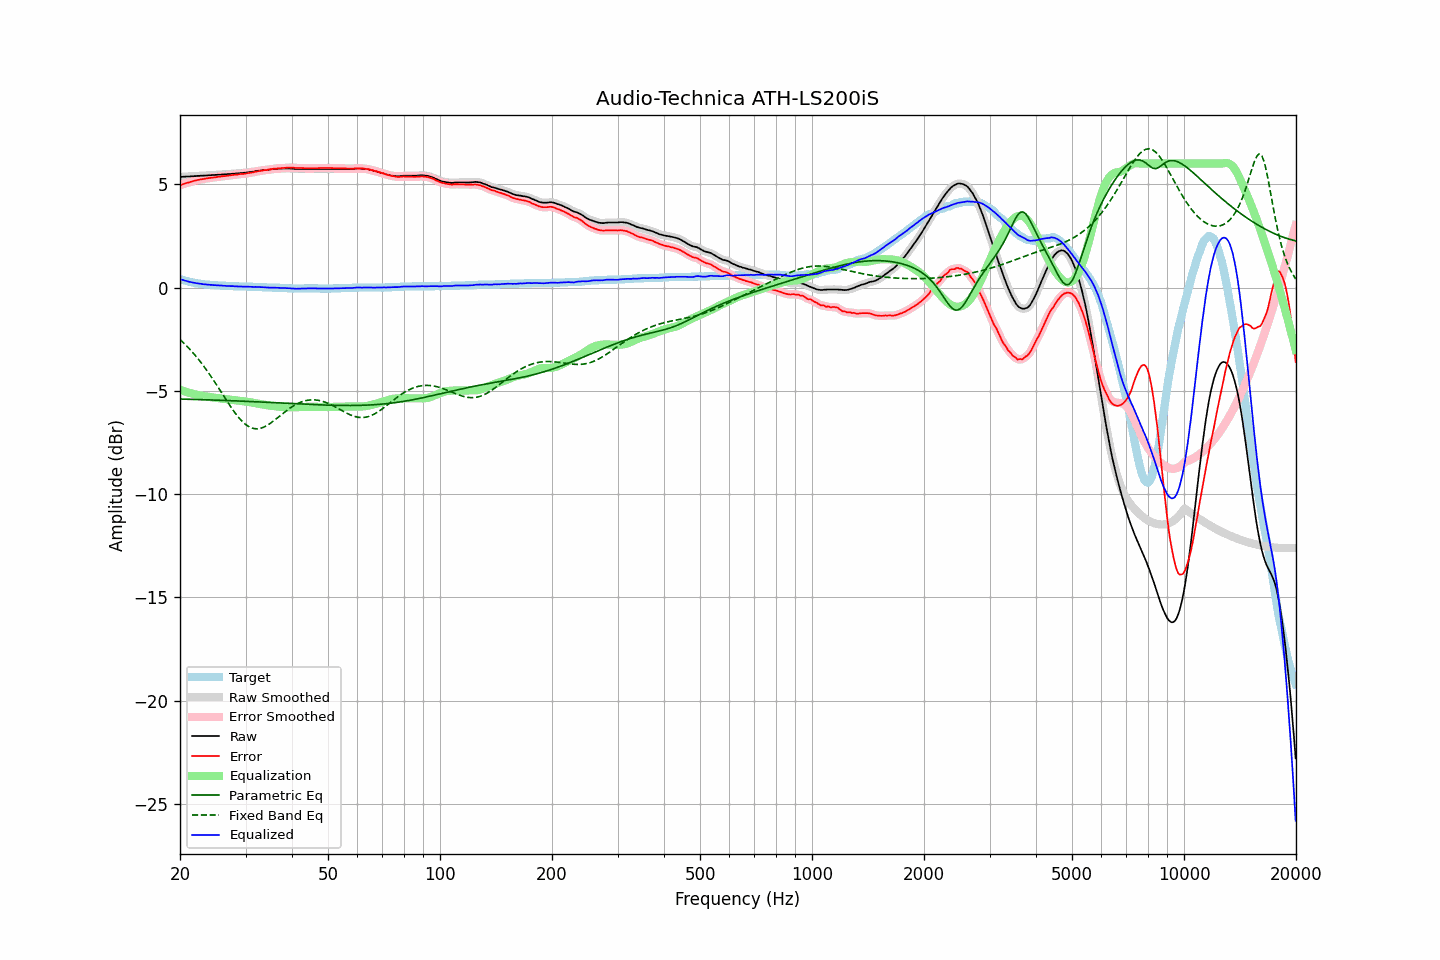 Audio-Technica ATH-LS200iS
Amplitude (dBr)
5
0
−5
−10
−15
−20
−25
Target
Raw Smoothed
Error Smoothed
Raw
Error
Equalization
Parametric Eq
Fixed Band Eq
Equalized
20 50 100 200 500 1000 2000 5000 10000 20000
Frequency (Hz)